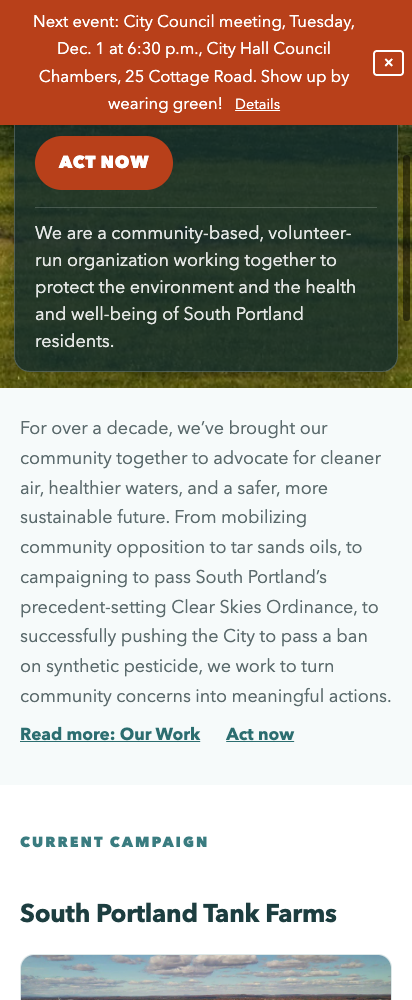 Next event: City Council meeting, Tuesday,
Dec. 1 at 6:30 p.m., City Hall Council
Chambers, 25 Cottage Road. Show up by
wearing green! Details
×
ACT NOW
We are a community-based, volunteer-
run organization working together to
protect the environment and the health
and well-being of South Portland
residents.
For over a decade, we’ve brought our
community together to advocate for cleaner
air, healthier waters, and a safer, more
sustainable future. From mobilizing
community opposition to tar sands oils, to
campaigning to pass South Portland’s
precedent-setting Clear Skies Ordinance, to
successfully pushing the City to pass a ban
on synthetic pesticide, we work to turn
community concerns into meaningful actions.
Read more: Our Work Act now
CURRENT CAMPAIGN
South Portland Tank Farms